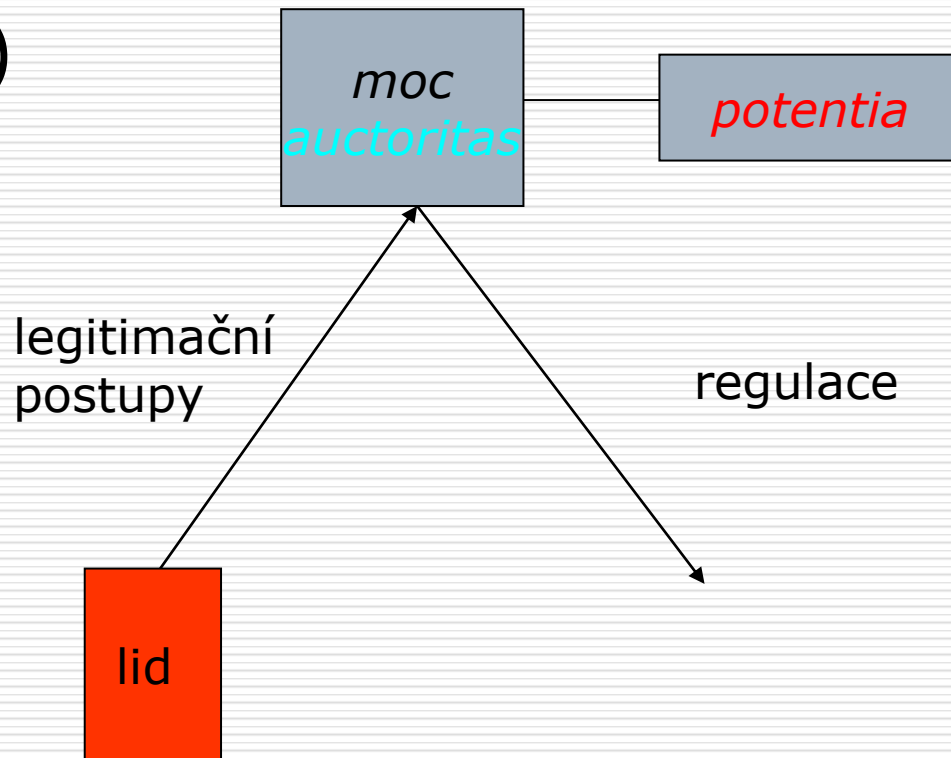 )
moc
auctoritas
potentia
legitimační
postupy
regulace
lid